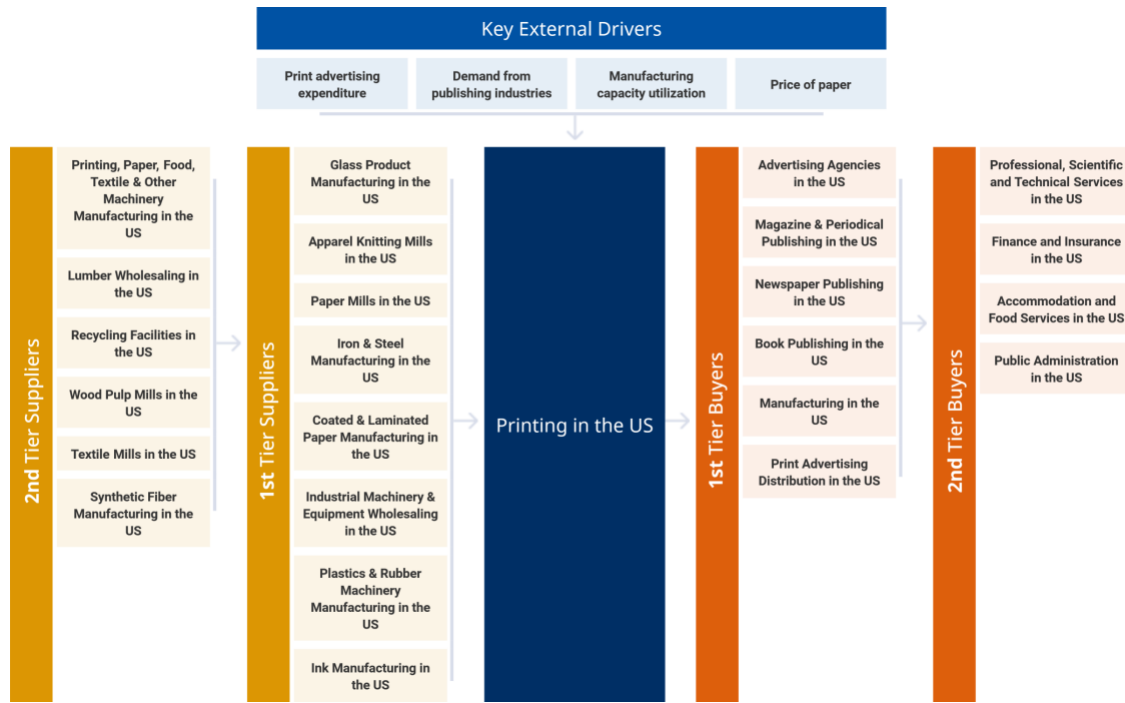 Key External Drivers
Print advertising
expenditure
Demand from
publishing industries
Manufacturing
capacity utilization
Price of paper
2nd Tier Suppliers
Printing, Paper, Food,
Textile & Other
Machinery
Manufacturing in the
US
Lumber Wholesaling in
the US
Recycling Facilities in
the US
Wood Pulp Mills in the
US
Textile Mills in the US
Synthetic Fiber
Manufacturing in the
US
1st Tier Suppliers
Glass Product
Manufacturing in the
US
Apparel Knitting Mills
in the US
Paper Mills in the US
Iron & Steel
Manufacturing in the
US
Coated & Laminated
Paper Manufacturing in
the US
Industrial Machinery &
Equipment Wholesaling
in the US
Plastics & Rubber
Machinery
Manufacturing in the
US
Ink Manufacturing in
the US
Printing in the US
1st Tier Buyers
Advertising Agencies
in the US
Magazine & Periodical
Publishing in the US
Newspaper Publishing
in the US
Book Publishing in the
US
Manufacturing in the
US
Print Advertising
Distribution in the US
2nd Tier Buyers
Professional, Scientific
and Technical Services
in the US
Finance and Insurance
in the US
Accommodation and
Food Services in the US
Public Administration
in the US